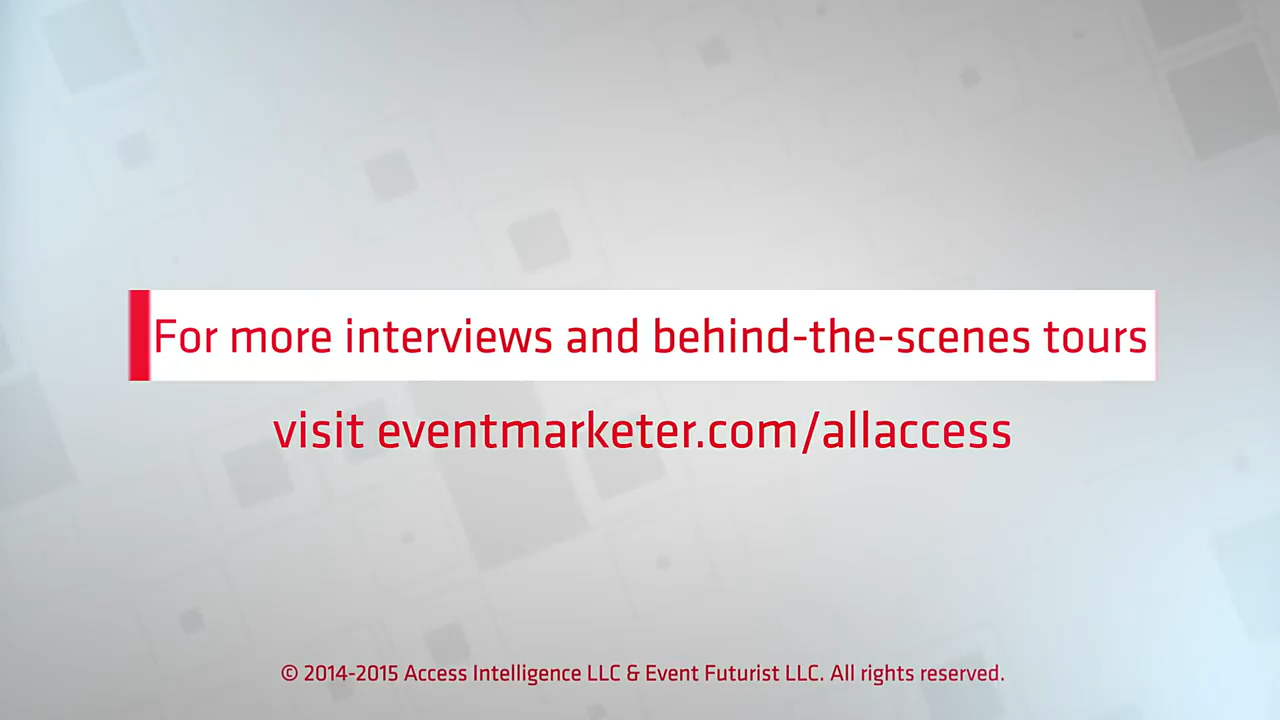 For more interviews and behind-the-scenes tours
visit eventmarketer.com/allaccess
© 2014-2015 Access Intelligence LLC & Event Futurist LLC. All rights reserved.